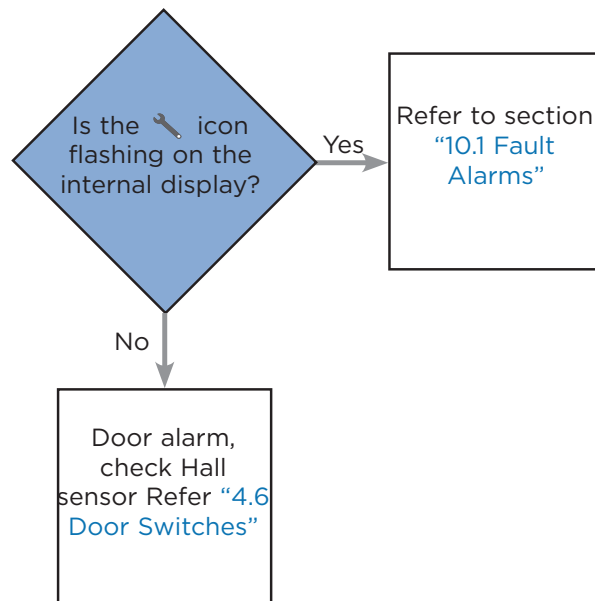 Is the icon
flashing on the
internal display?
Yes
Refer to section
“10.1 Fault
Alarms”
No
Door alarm,
check Hall
sensor Refer “4.6
Door Switches”